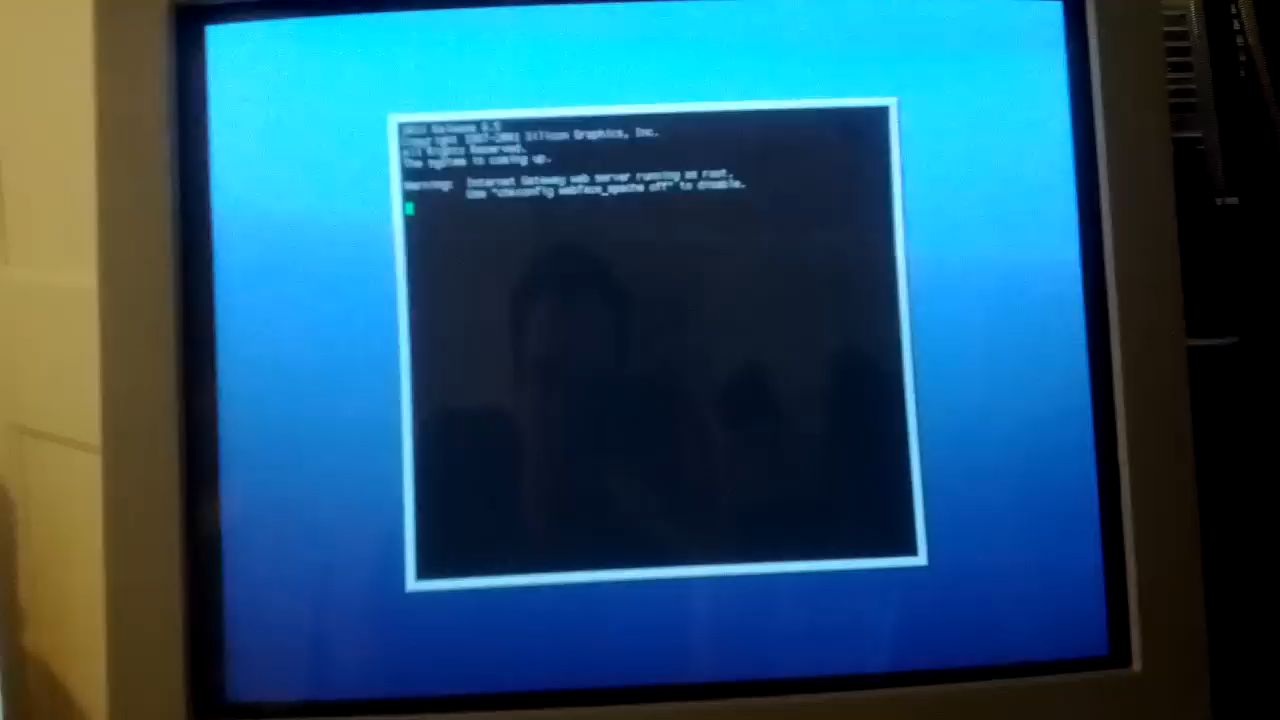 IRIX Release 6.5
Copyright 1987-2001 Silicon Graphics, Inc.
All Rights Reserved.
The system is coming up.
Warning: Internet Gateway web server running as root.
Use "chkconfig webface_apache off" to disable.